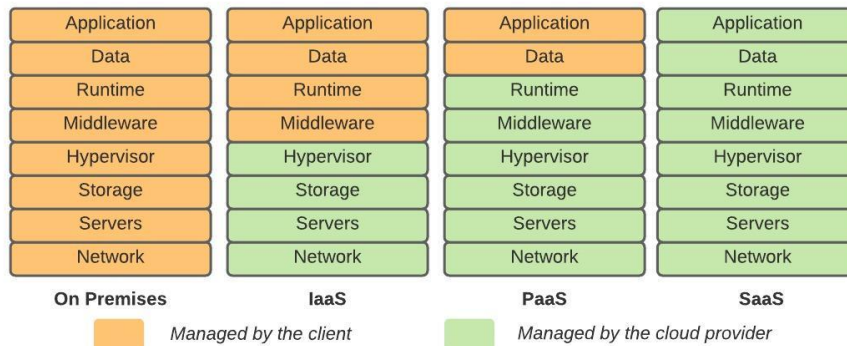 Application Application Application Application
Data Data Data Data
Runtime Runtime Runtime Runtime
Middleware Middleware Middleware Middleware
Hypervisor Hypervisor Hypervisor Hypervisor
Storage Storage Storage Storage
Servers Servers Servers Servers
Network Network Network Network
On Premises IaaS PaaS SaaS
Managed by the client Managed by the cloud provider